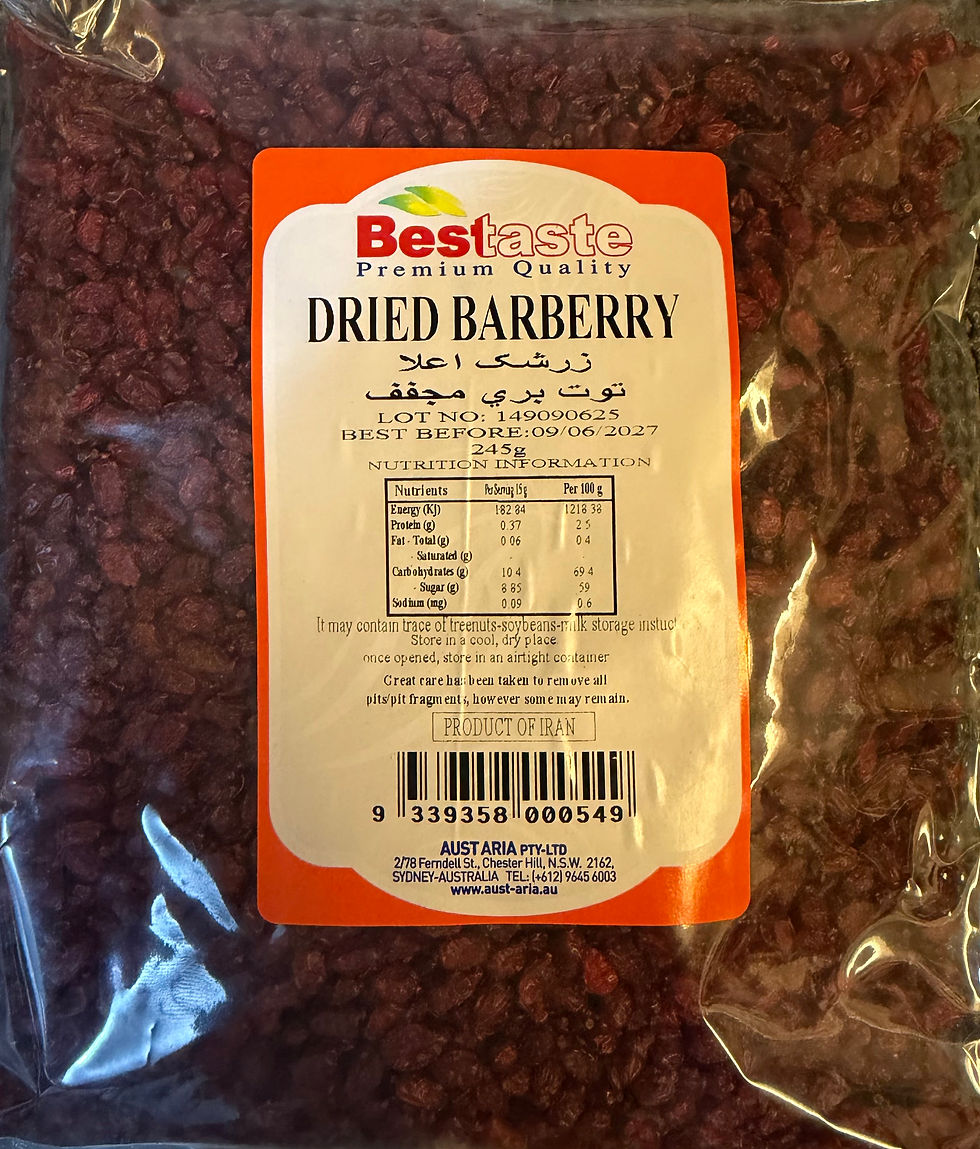 Bestaste
Premium Quality
DRIED BARBERRY
زرشک اعلا
توت بري مجفف
LOT NO: 149090625
BEST BEFORE:09/06/2027
245g
NUTRITION INFORMATION
Nutrients Per Serving 15 g Per 100 g
Energy (KJ) 182 84 1218 38
Protein (g) 0 37 2 5
Fat - Total (g) 0 06 0 4
- Saturated (g) - -
Carbohydrates (g) 10 4 69 4
- Sugar (g) 8 85 59
Sodium (mg) 0 09 0.6
It may contain trace of treenuts-soybeans-milk storage instuc
Store in a cool, dry place
once opened, store in an airtight container
Great care has been taken to remove all
pits/pit fragments, however some may remain.
PRODUCT OF IRAN
9 339358 000549
AUST ARIA PTY-LTD
2/78 Ferndell St., Chester Hill, N.S.W. 2162,
SYDNEY-AUSTRALIA TEL: (+612) 9645 6003
www.aust-aria.au